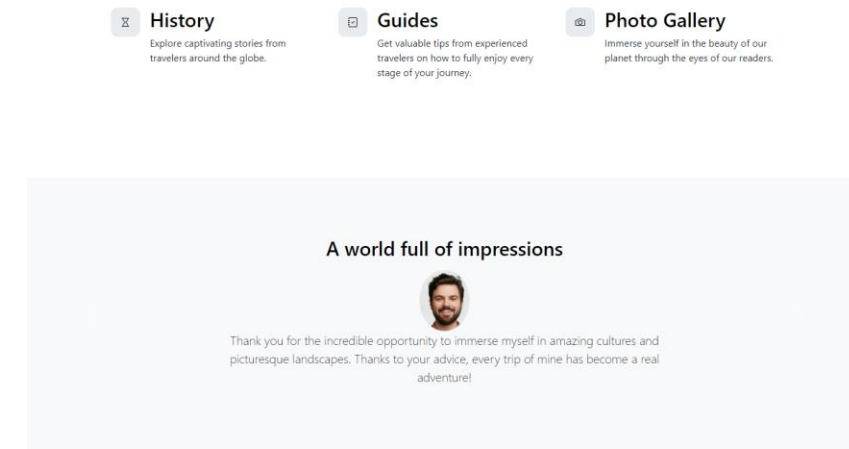 History
Explore captivating stories from
travelers around the globe.
Guides
Get valuable tips from experienced
travelers on how to fully enjoy every
stage of your journey.
Photo Gallery
Immerse yourself in the beauty of our
planet through the eyes of our readers.
A world full of impressions
Thank you for the incredible opportunity to immerse myself in amazing cultures and
picturesque landscapes. Thanks to your advice, every trip of mine has become a real
adventure!